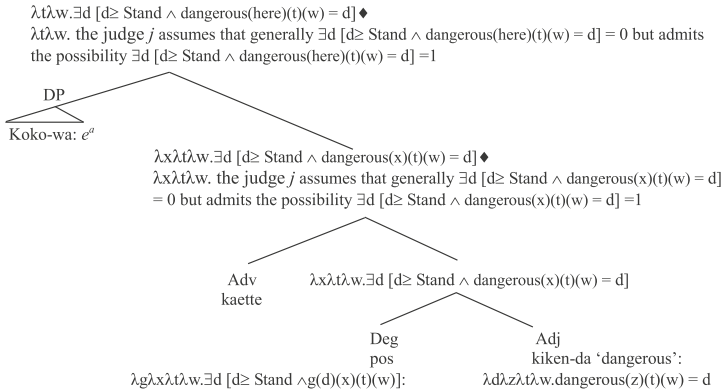 λtλw.∃d [d≥ Stand ∧ dangerous(here)(t)(w) = d]♦
λtλw. the judge j assumes that generally ∃d [d≥ Stand ∧ dangerous(here)(t)(w) = d] = 0 but admits
the possibility ∃d [d≥ Stand ∧ dangerous(here)(t)(w) = d] =1
DP
Koko-wa: eᵃ
λxλtλw.∃d [d≥ Stand ∧ dangerous(x)(t)(w) = d]♦
λxλtλw. the judge j assumes that generally ∃d [d≥ Stand ∧ dangerous(x)(t)(w) = d]
= 0 but admits the possibility ∃d [d≥ Stand ∧ dangerous(x)(t)(w) = d] =1
Adv
kaette
λxλtλw.∃d [d≥ Stand ∧ dangerous(x)(t)(w) = d]
Deg
pos
λgλxλtλw.∃d [d≥ Stand ∧g(d)(x)(t)(w)]:
Adj
kiken-da ‘dangerous’:
λdλzλtλw.dangerous(z)(t)(w) = d